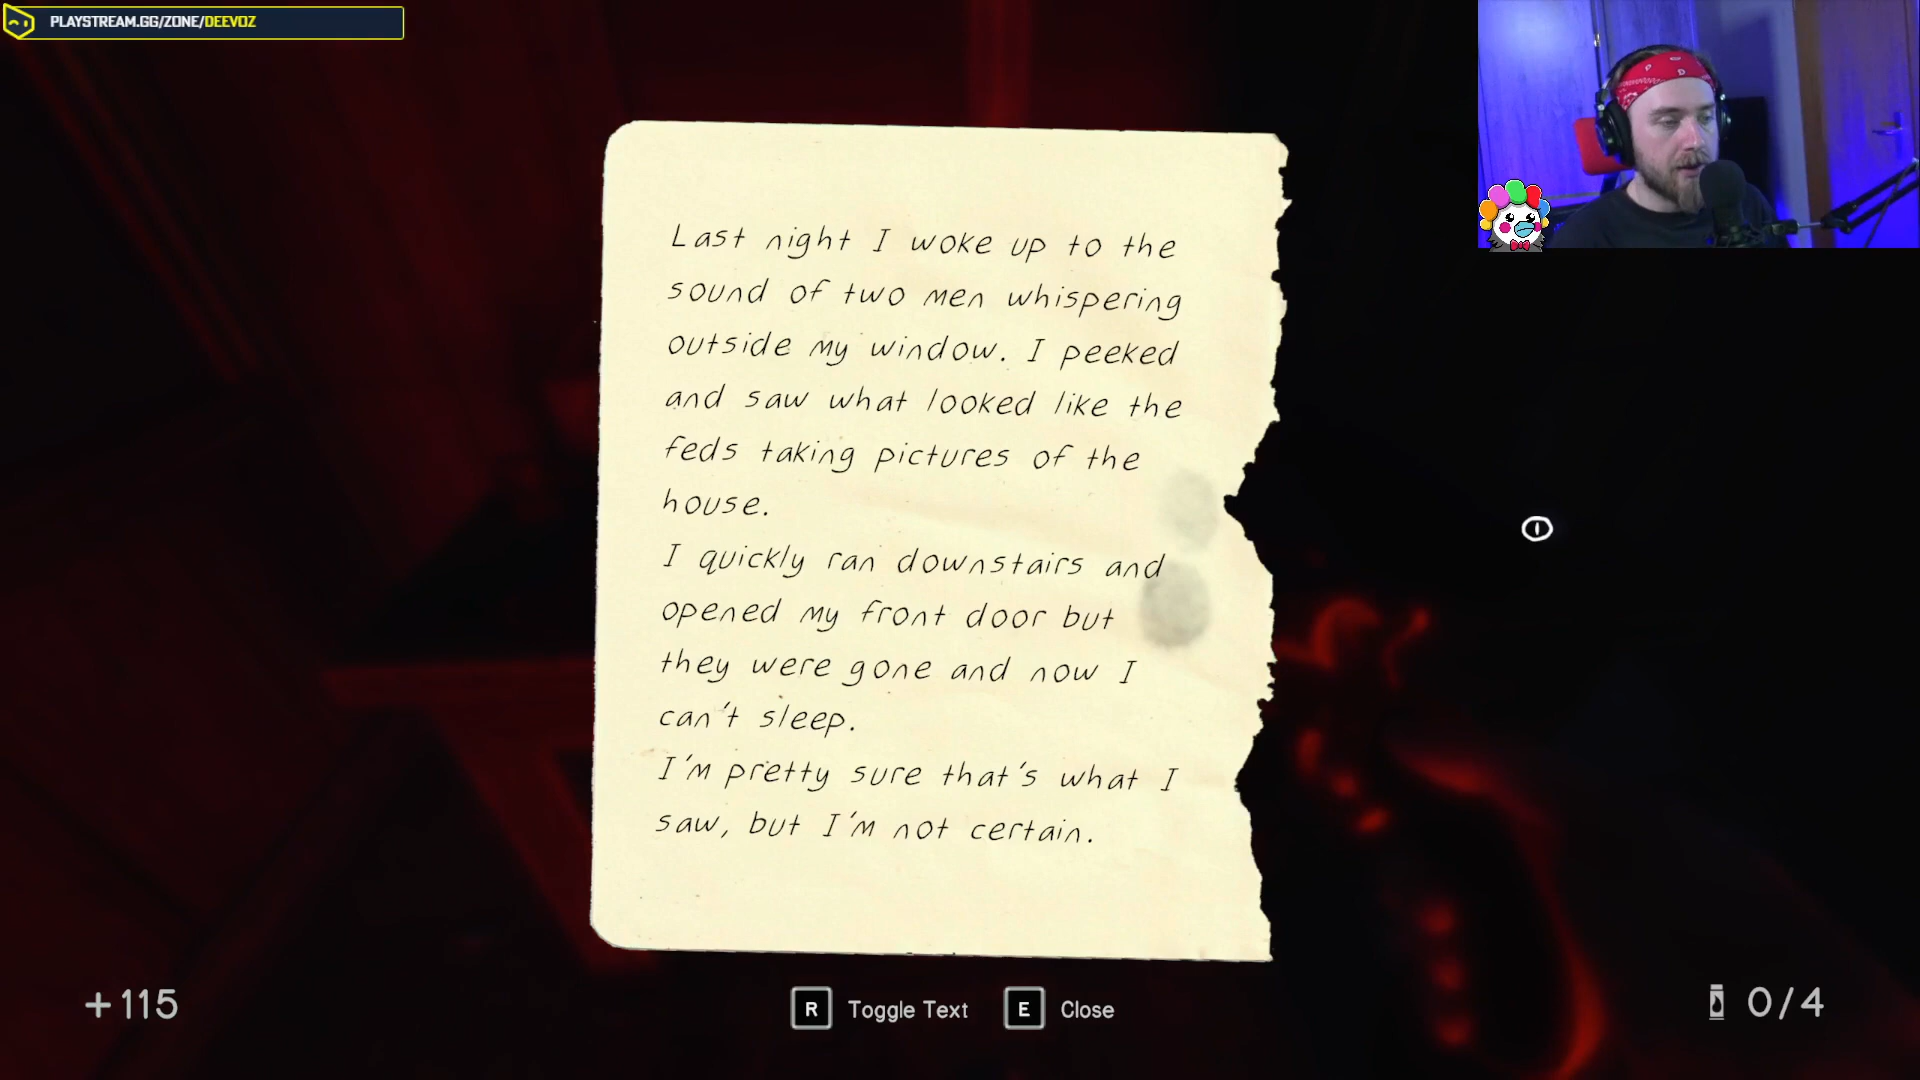 PLAYSTREAM.GG/ZONE/DEEVOZ
Last night I woke up to the
sound of two men whispering
outside my window. I peeked
and saw what looked like the
feds taking pictures of the
house.
I quickly ran downstairs and
opened my front door but
they were gone and now I
can't sleep.
I'm pretty sure that's what I
saw, but I'm not certain.
+115
R Toggle Text E Close
0/4